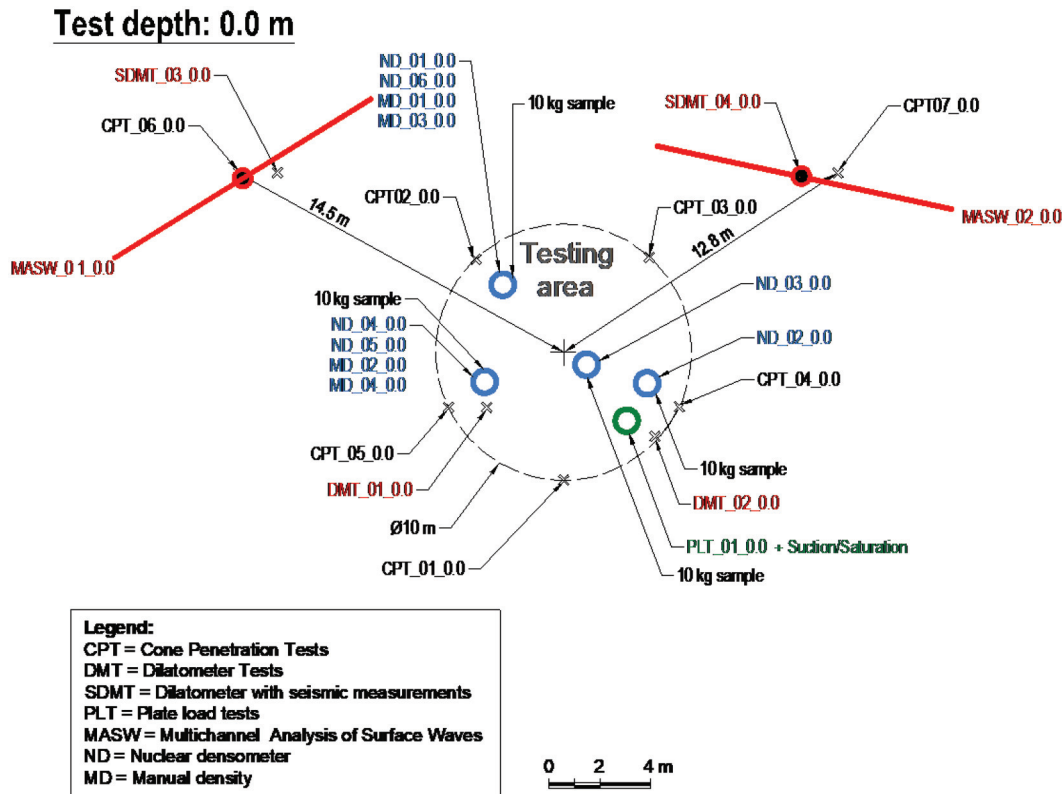 Test depth: 0.0 m
SDMT_03_0.0
CPT_06_0.0
ND_01_0.0
ND_06_0.0
MD_01_0.0
MD_03_0.0
10 kg sample
SDMT_04_0.0
CPT07_0.0
MASW_0 1_0.0
14.5 m
CPT02_0.0
CPT_03_0.0
12.8 m
MASW_02_0.0
Testing
area
10 kg sample
ND_04_0.0
ND_05_0.0
MD_02_0.0
MD_04_0.0
ND_03_0.0
ND_02_0.0
CPT_04_0.0
CPT_05_0.0
DMT_01_0.0
Ø10 m
CPT_01_0.0
10 kg sample
DMT_02_0.0
PLT_01_0.0 + Suction/Saturation
10 kg sample
Legend:
CPT = Cone Penetration Tests
DMT = Dilatometer Tests
SDMT = Dilatometer with seismic measurements
PLT = Plate load tests
MASW = Multichannel Analysis of Surface Waves
ND = Nuclear densometer
MD = Manual density
0 2 4 m